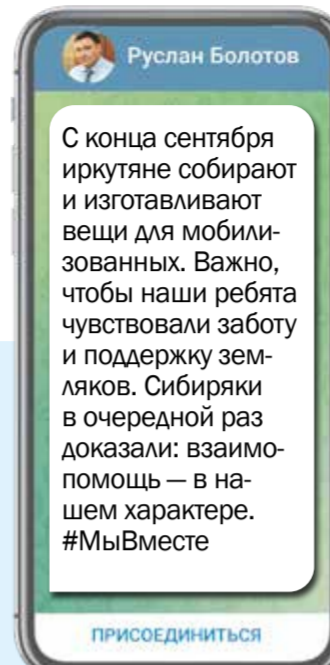 Руслан Болотов
С конца сентября
иркутяне собирают
и изготавливают
вещи для мобили-
зованных. Важно,
чтобы наши ребята
чувствовали заботу
и поддержку зем-
ляков. Сибиряки
в очередной раз
доказали: взаимо-
помощь — в на-
шем характере.
#МыВместе
ПРИСОЕДИНИТЬСЯ